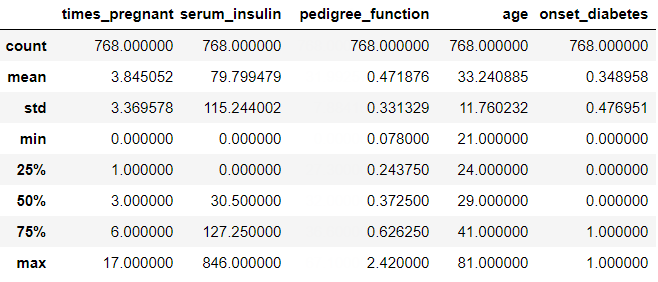 times_pregnant serum_insulin pedigree_function age onset_diabetes
count 768.000000 768.000000 768.000000 768.000000 768.000000
mean 3.845052 79.799479 0.471876 33.240885 0.348958
std 3.369578 115.244002 0.331329 11.760232 0.476951
min 0.000000 0.000000 0.078000 21.000000 0.000000
25% 1.000000 0.000000 0.243750 24.000000 0.000000
50% 3.000000 30.500000 0.372500 29.000000 0.000000
75% 6.000000 127.250000 0.626250 41.000000 1.000000
max 17.000000 846.000000 2.420000 81.000000 1.000000